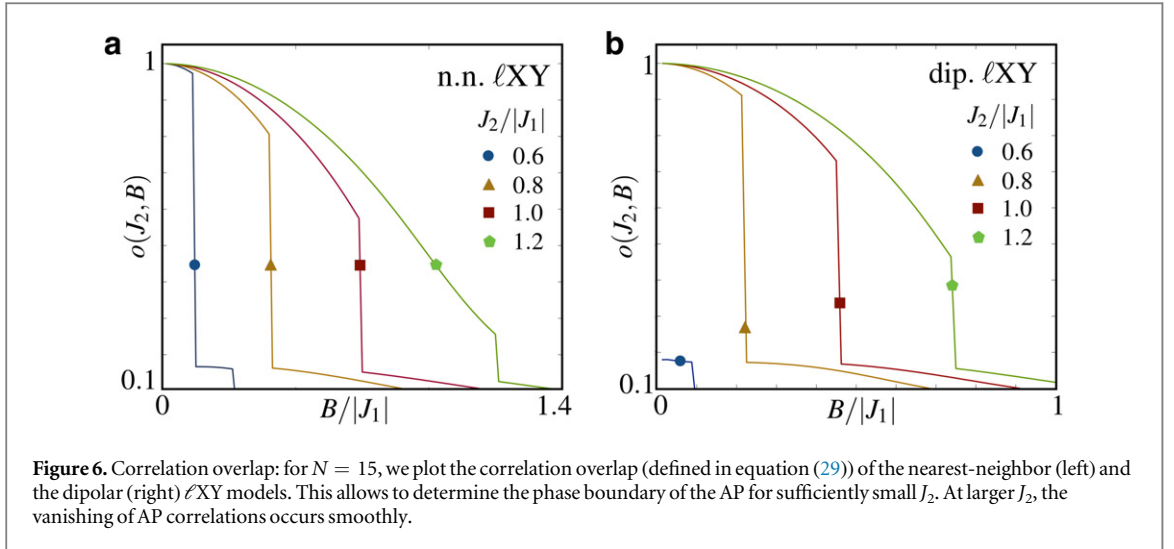 a
1
n.n. ℓXY
J₂/|J₁|
0.6
0.8
1.0
1.2
o(J₂, B)
0.1
0
B/|J₁|
1.4
b
1
dip. ℓXY
J₂/|J₁|
0.6
0.8
1.0
1.2
o(J₂, B)
0.1
0
B/|J₁|
1
Figure 6. Correlation overlap: for N = 15, we plot the correlation overlap (defined in equation (29)) of the nearest-neighbor (left) and
the dipolar (right) ℓXY models. This allows to determine the phase boundary of the AP for sufficiently small J₂. At larger J₂, the
vanishing of AP correlations occurs smoothly.